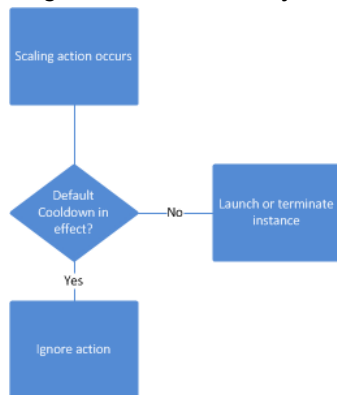 Scaling action occurs
Default
Cooldown in
effect?
No
Launch or terminate
instance
Yes
Ignore action